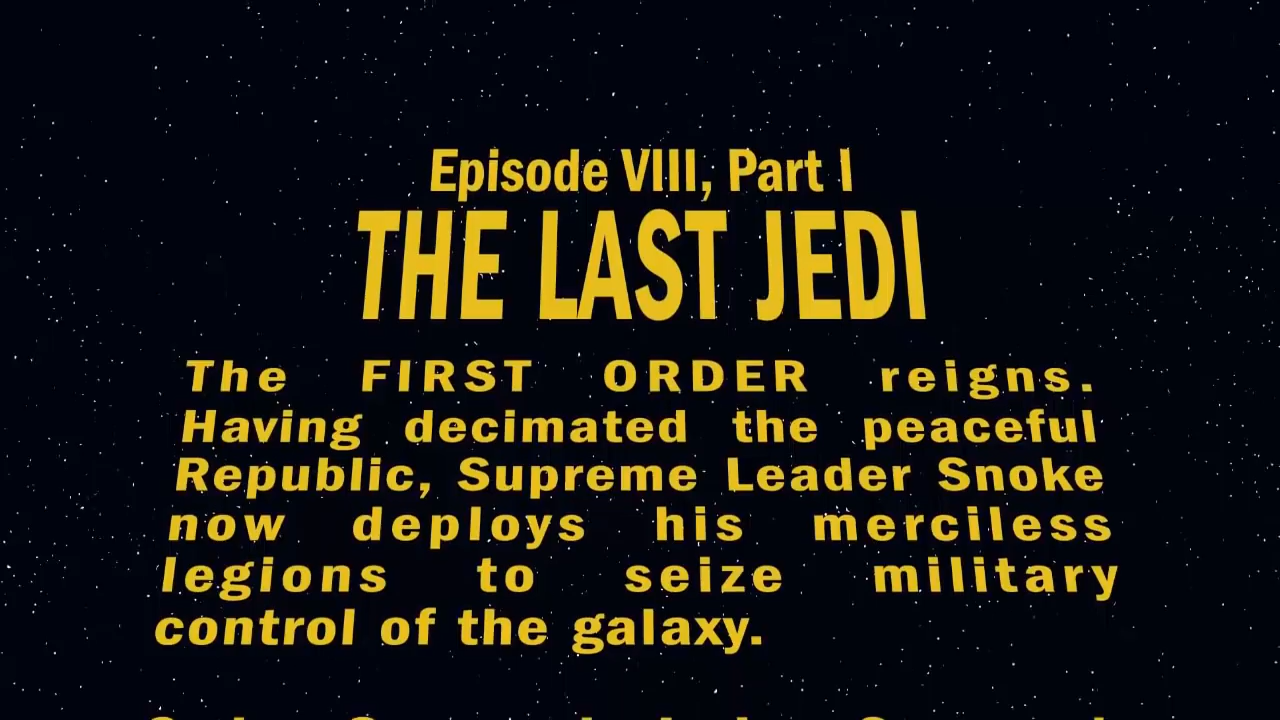 Episode VIII, Part I
THE LAST JEDI
The FIRST ORDER reigns.
Having decimated the peaceful
Republic, Supreme Leader Snoke
now deploys his merciless
legions to seize military
control of the galaxy.